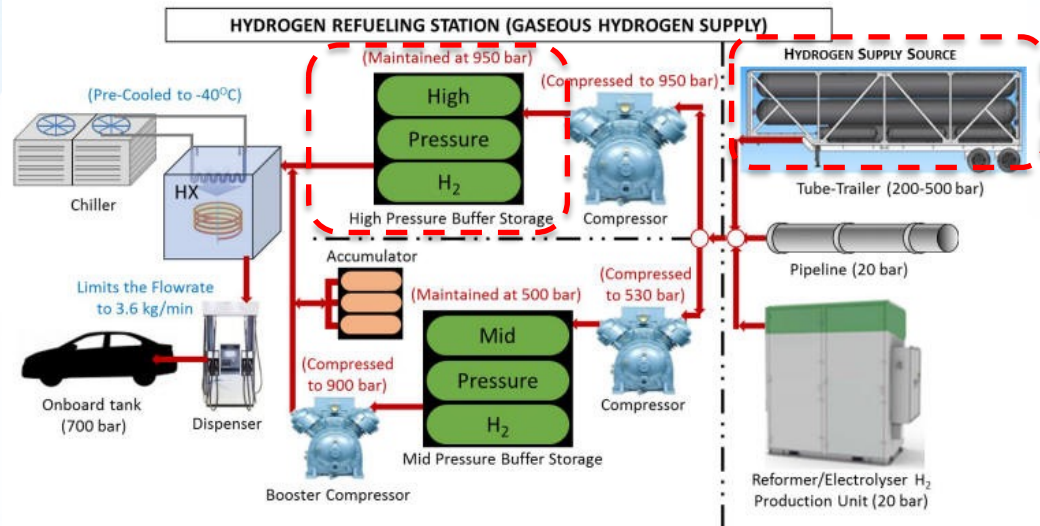 HYDROGEN REFUELING STATION (GASEOUS HYDROGEN SUPPLY)
(Maintained at 950 bar)
High
Pressure
H₂
High Pressure Buffer Storage
(Compressed to 950 bar)
Compressor
HYDROGEN SUPPLY SOURCE
Tube-Trailer (200-500 bar)
Pipeline (20 bar)
Reformer/Electrolyser H₂
Production Unit (20 bar)
(Pre-Cooled to -40⁰C)
Chiller
HX
Limits the Flowrate
to 3.6 kg/min
Onboard tank
(700 bar)
Dispenser
Accumulator
(Maintained at 500 bar)
Mid
Pressure
H₂
Mid Pressure Buffer Storage
(Compressed
to 530 bar)
Compressor
(Compressed
to 900 bar)
Booster Compressor